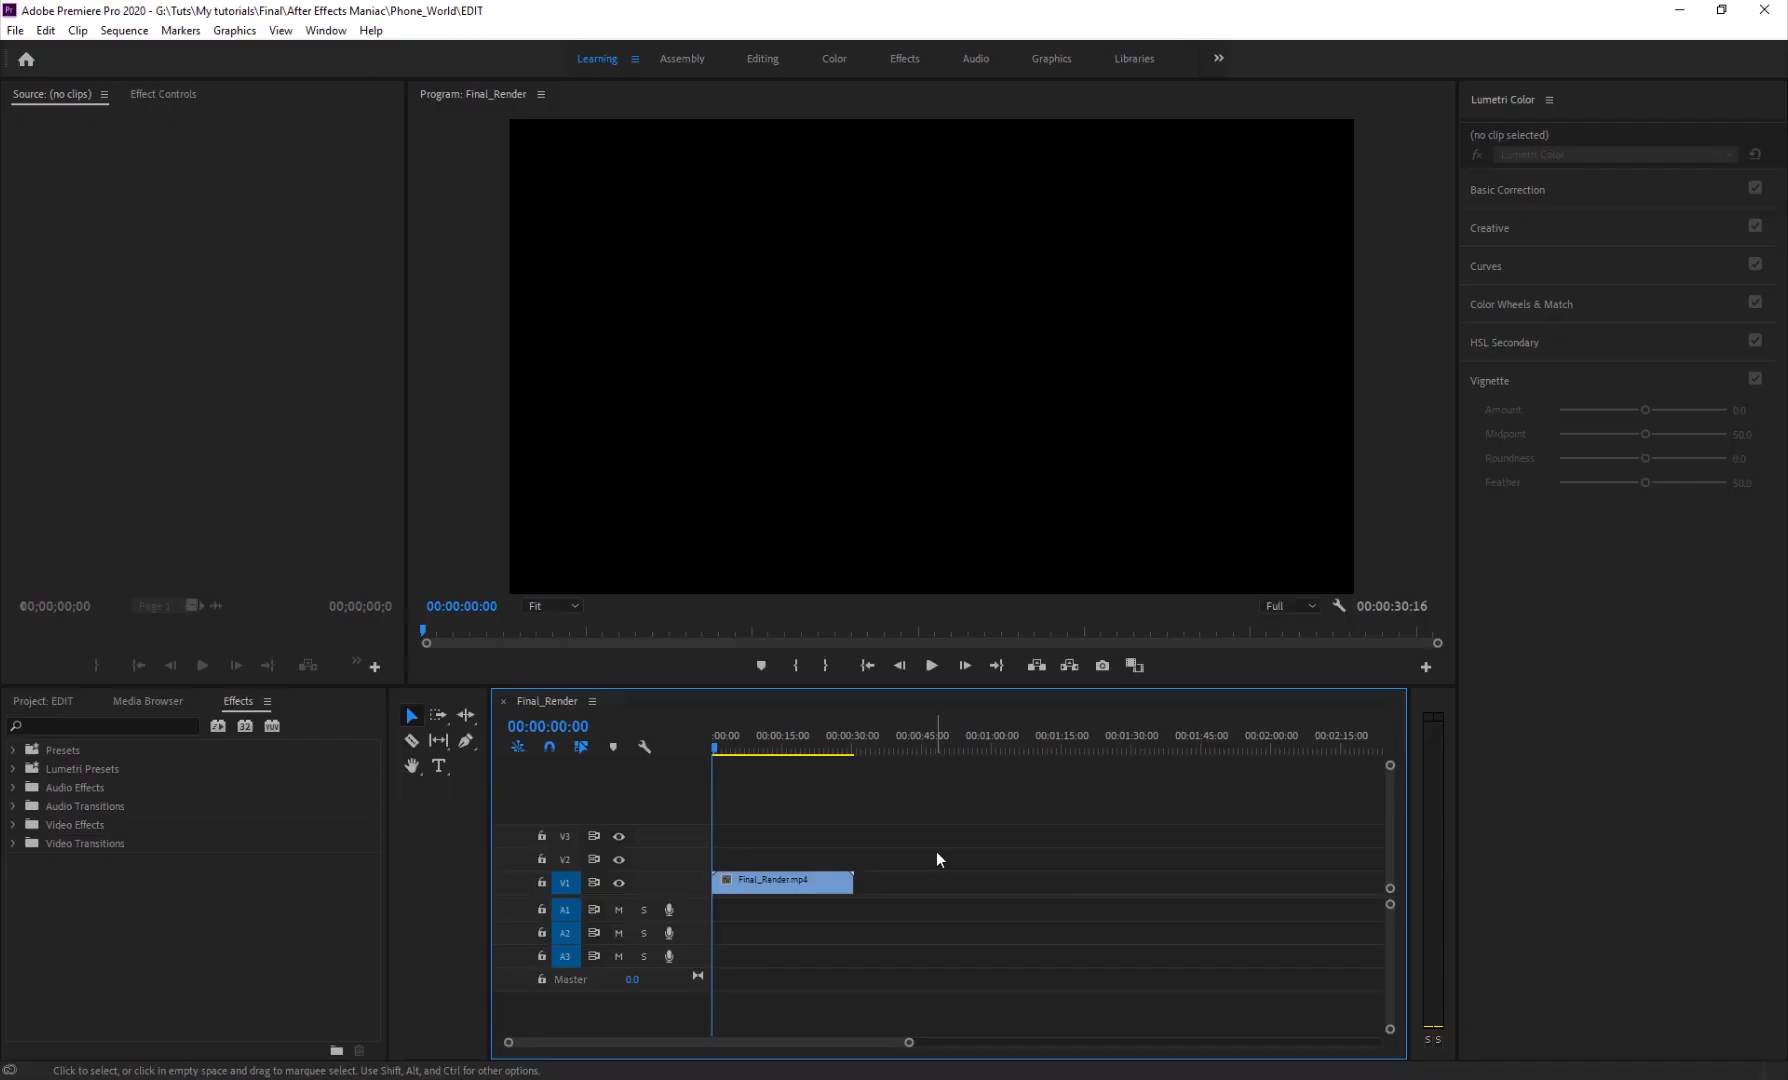 Adobe Premiere Pro 2020 - G:\Tuts\My tutorials\Final\After Effects Maniac\Phone_World\EDIT
File Edit Clip Sequence Markers Graphics View Window Help
Learning Assembly Editing Color Effects Audio Graphics Libraries
Source: (no clips) Effect Controls
Program: Final_Render
Lumetri Color
(no clip selected)
fx Lumetri Color
Basic Correction
Creative
Curves
Color Wheels & Match
HSL Secondary
Vignette
Amount 0.0
Midpoint 50.0
Roundness 0.0
Feather 50.0
00;00;00;00 Page 1 00;00;00;0
00:00:00:00 Fit Full 00:00:30:16
Project: EDIT Media Browser Effects
32 YUV
Presets
Lumetri Presets
Audio Effects
Audio Transitions
Video Effects
Video Transitions
Final_Render
00:00:00:00
:00:00 00:00:15:00 00:00:30:00 00:00:45:00 00:01:00:00 00:01:15:00 00:01:30:00 00:01:45:00 00:02:00:00 00:02:15:00
V3
V2
V1 Final_Render.mp4
A1 M S
A2 M S
A3 M S
Master 0.0
S S
Click to select, or click in empty space and drag to marquee select. Use Shift, Alt, and Ctrl for other options.